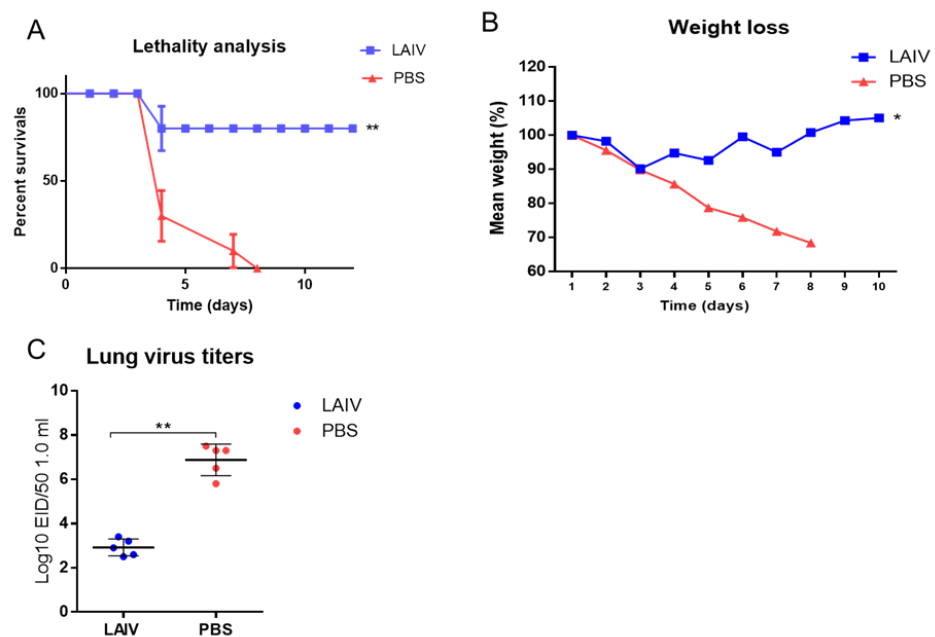 A
Lethality analysis
LAIV
PBS
Percent survivals
100
50
0
0
5
10
**
Time (days)
B
Weight loss
LAIV
PBS
Mean weight (%)
120
110
100
90
80
70
60
*
1 2 3 4 5 6 7 8 9 10
Time (days)
C
Lung virus titers
LAIV
PBS
Log10 EID/50 1.0 ml
10
8
6
4
2
0
**
LAIV
PBS